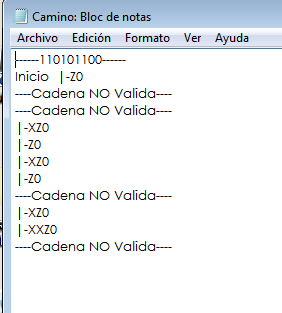 Camino: Bloc de notas
Archivo Edición Formato Ver Ayuda
------110101100------
Inicio |-Z0
----Cadena NO Valida----
----Cadena NO Valida----
|-XZ0
|-Z0
|-XZ0
|-Z0
----Cadena NO Valida----
|-XZ0
|-XXZ0
----Cadena NO Valida----